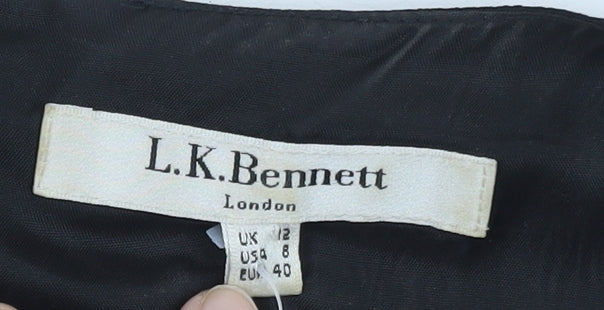 L.K.Bennett
London
UK 12
USA 8
EUR 40